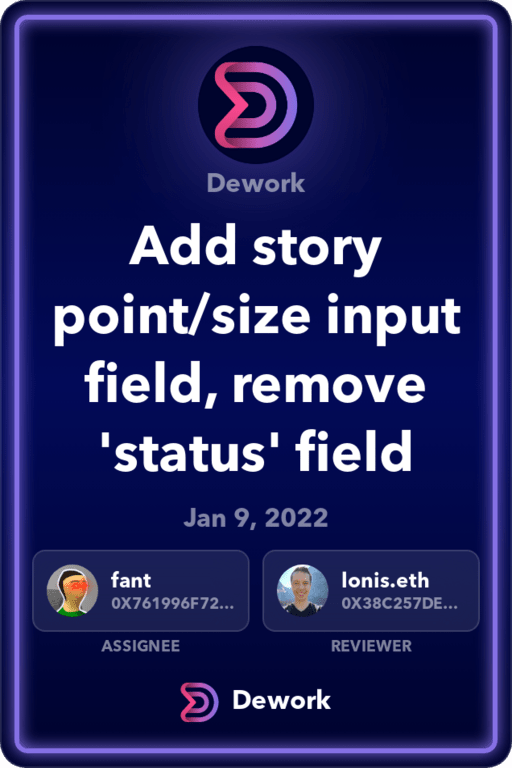 Dework
Add story
point/size input
field, remove
'status' field
Jan 9, 2022
fant
0X761996F72...
ASSIGNEE
lonis.eth
0X38C257DE...
REVIEWER
Dework